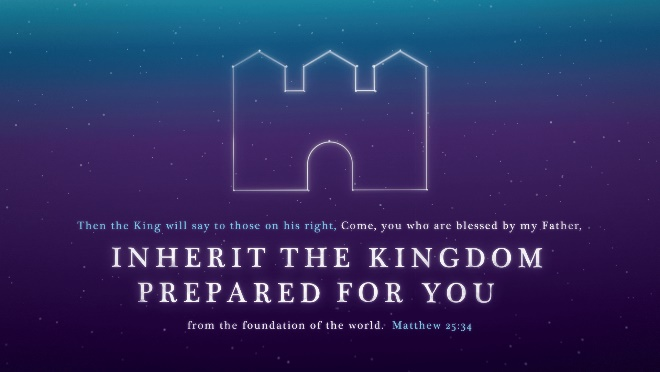 Then the King will say to those on his right, Come, you who are blessed by my Father,
INHERIT THE KINGDOM
PREPARED FOR YOU
from the foundation of the world. Matthew 25:34